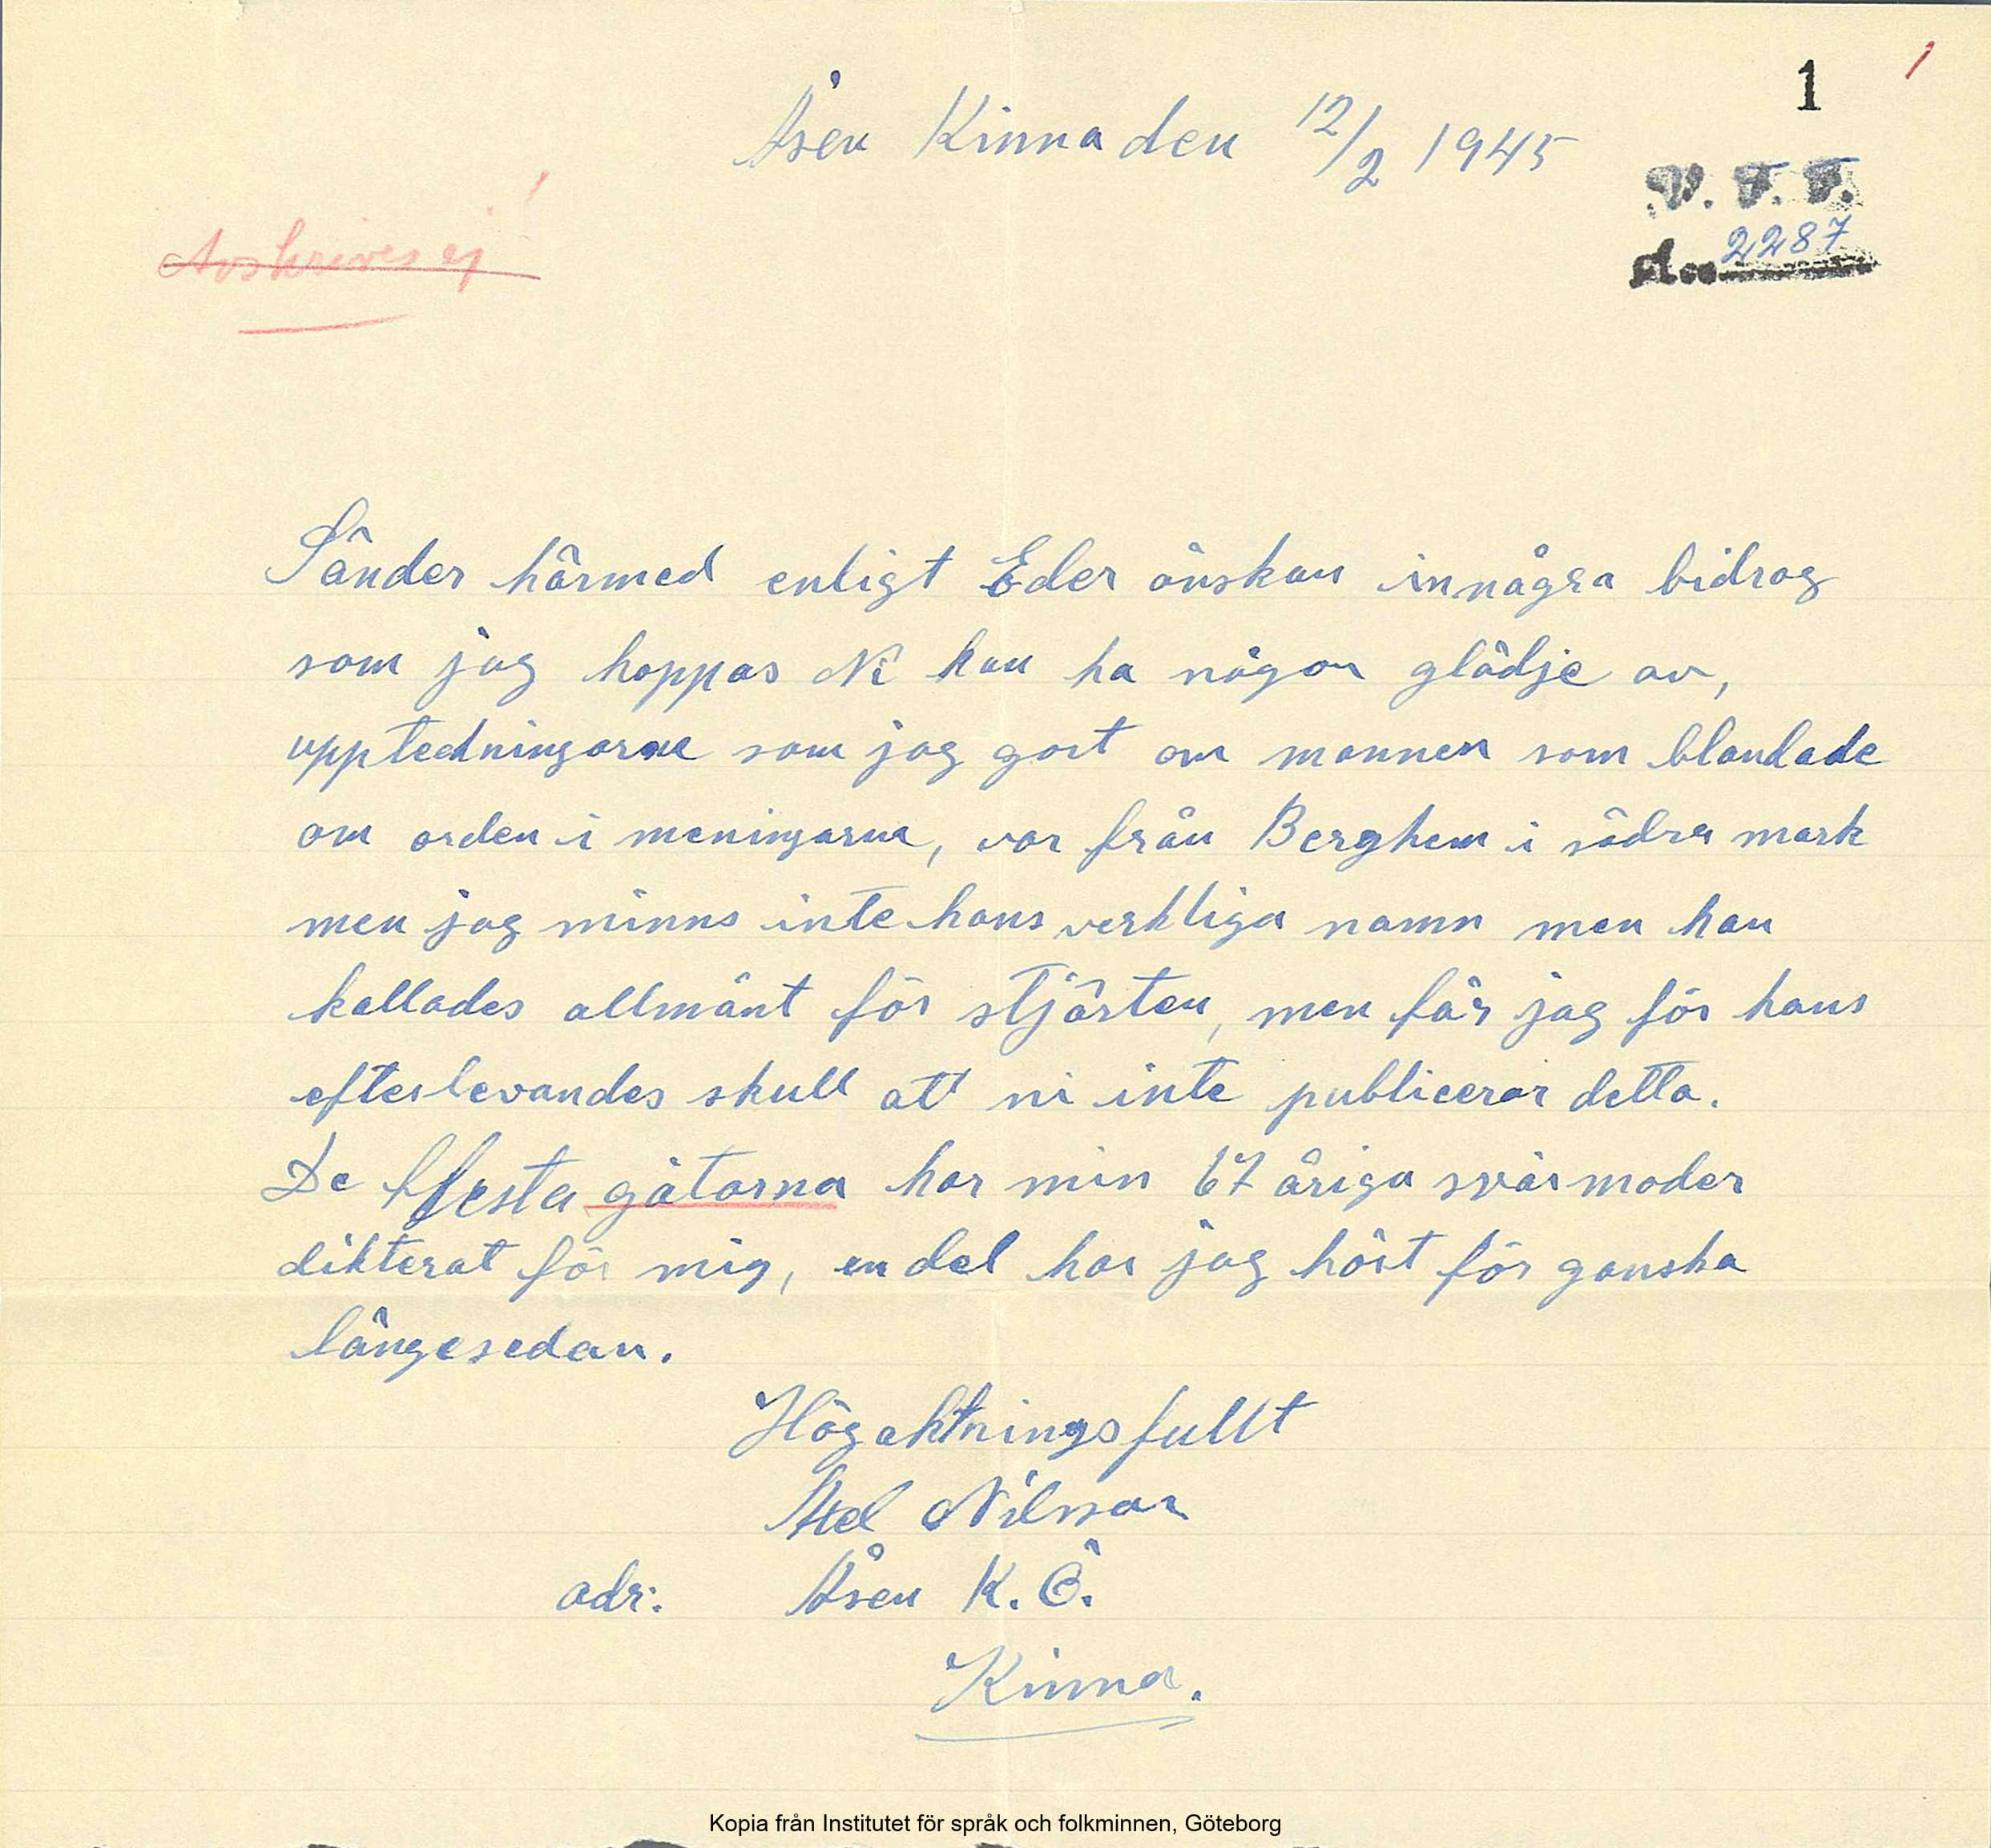 1 1
Åsen Kinna den 12/2 1945
V. F. F.
2287
Avskrives ej
Sänder härmed enligt Eder önskan in några bidrag
som jag hoppas Ni kan ha någon glädje av,
uppteckningarna som jag gort om mannen som blandade
om orden i meningarna, var från Berghem i södra mark
men jag minns inte hans verkliga namn men han
kallades allmänt för stjärten, men får jag för hans
efterlevandes skull att ni inte publicerar detta.
De flesta gåtorna har min 67 åriga svärmoder
dikterat för mig, en del har jag hört för ganska
längesedan.
Högaktningsfullt
Axel Nilsson
adr: Åsen K. Ö.
Kinna.
Kopia från Institutet för språk och folkminnen, Göteborg